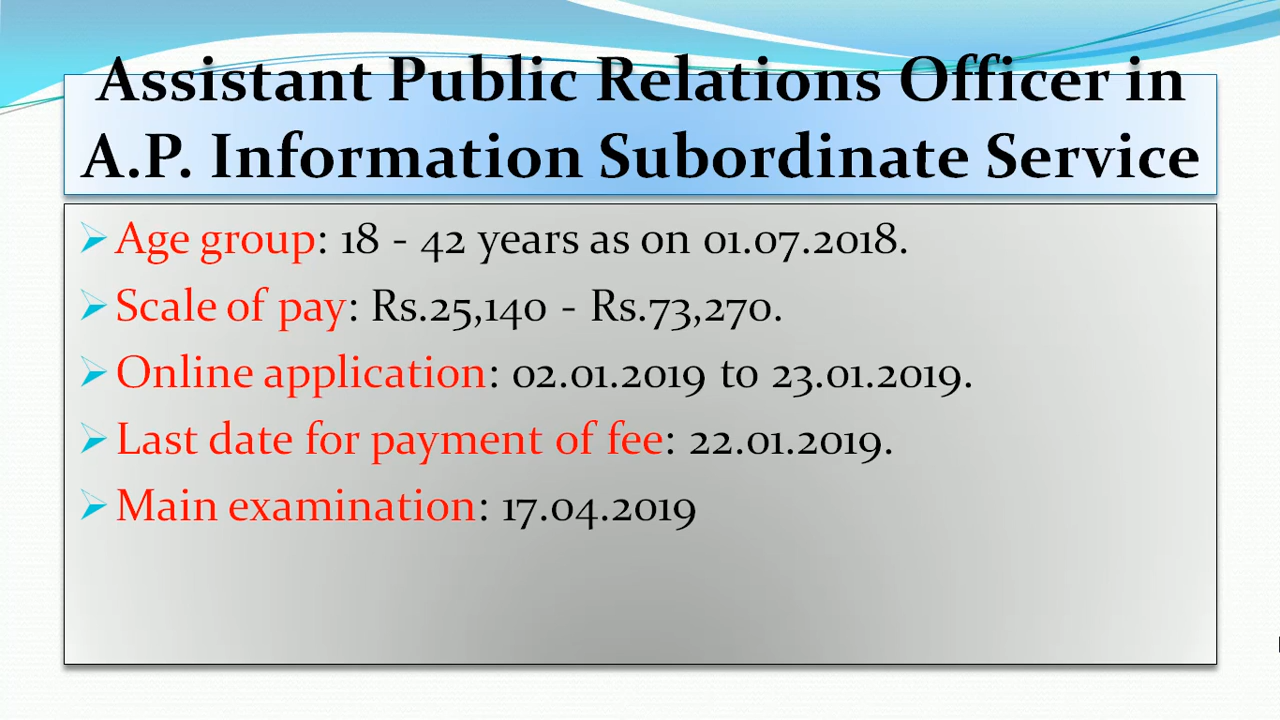 Assistant Public Relations Officer in
A.P. Information Subordinate Service
Age group: 18 - 42 years as on 01.07.2018.
Scale of pay: Rs.25,140 - Rs.73,270.
Online application: 02.01.2019 to 23.01.2019.
Last date for payment of fee: 22.01.2019.
Main examination: 17.04.2019